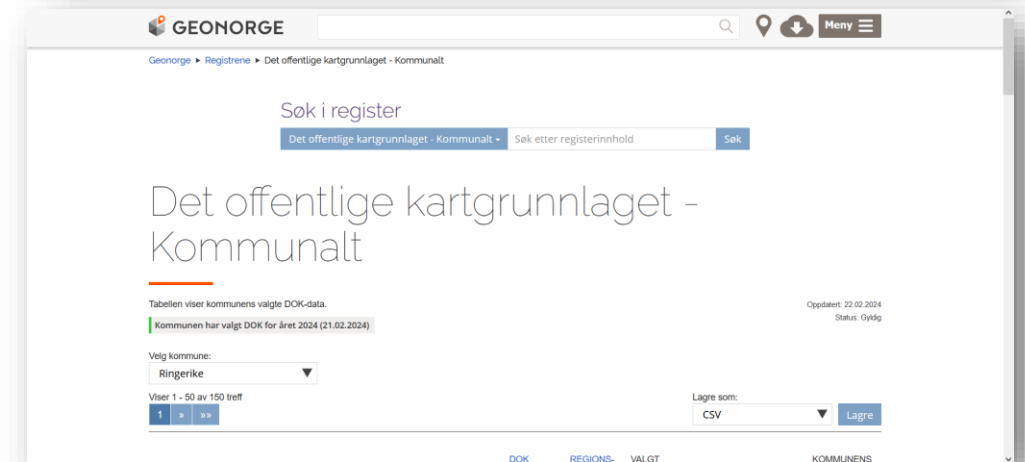 GEONORGE
Meny
Geonorge ▸ Registrene ▸ Det offentlige kartgrunnlaget - Kommunalt
Søk i register
Det offentlige kartgrunnlaget - Kommunalt
Søk etter registerinnhold
Søk
Det offentlige kartgrunnlaget -
Kommunalt
Tabellen viser kommunens valgte DOK-data.
Oppdatert: 22.02.2024
Status: Gyldig
Kommunen har valgt DOK for året 2024 (21.02.2024)
Velg kommune:
Ringerike
Viser 1 - 50 av 150 treff
1 » »»
Lagre som:
CSV
Lagre
DOK REGIONS- VALGT KOMMUNENS